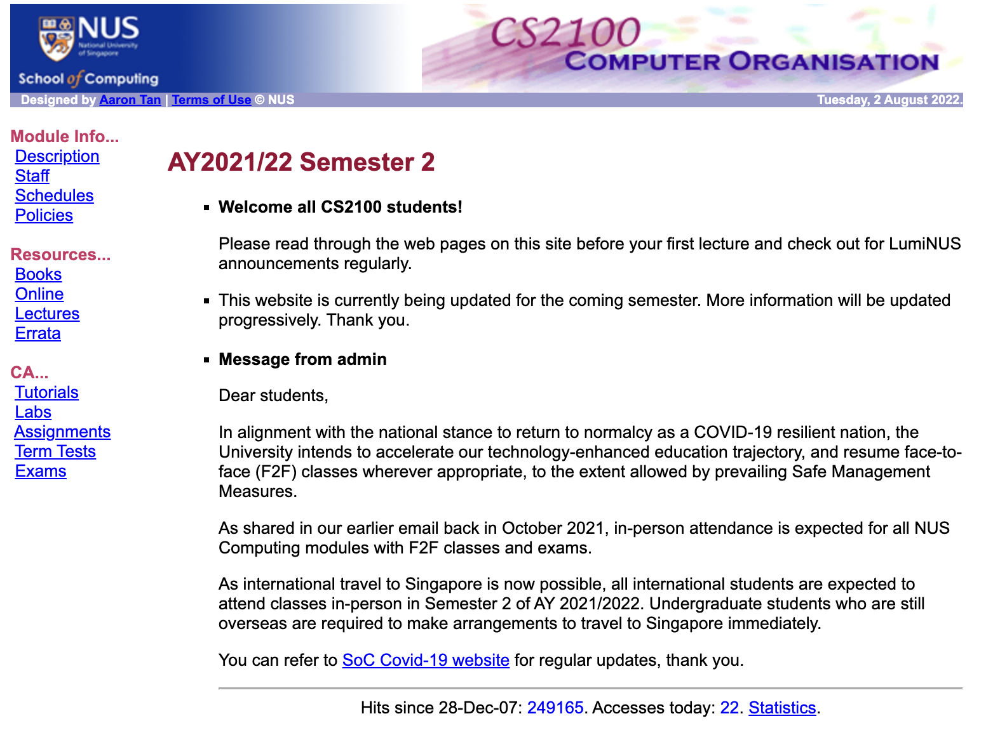 NUS
National University
of Singapore
School of Computing
CS2100
COMPUTER ORGANISATION
Designed by Aaron Tan | Terms of Use © NUS
Tuesday, 2 August 2022.
Module Info...
Description
Staff
Schedules
Policies
Resources...
Books
Online
Lectures
Errata
CA...
Tutorials
Labs
Assignments
Term Tests
Exams
AY2021/22 Semester 2
▪ Welcome all CS2100 students!
Please read through the web pages on this site before your first lecture and check out for LumiNUS
announcements regularly.
▪ This website is currently being updated for the coming semester. More information will be updated
progressively. Thank you.
▪ Message from admin
Dear students,
In alignment with the national stance to return to normalcy as a COVID-19 resilient nation, the
University intends to accelerate our technology-enhanced education trajectory, and resume face-to-
face (F2F) classes wherever appropriate, to the extent allowed by prevailing Safe Management
Measures.
As shared in our earlier email back in October 2021, in-person attendance is expected for all NUS
Computing modules with F2F classes and exams.
As international travel to Singapore is now possible, all international students are expected to
attend classes in-person in Semester 2 of AY 2021/2022. Undergraduate students who are still
overseas are required to make arrangements to travel to Singapore immediately.
You can refer to SoC Covid-19 website for regular updates, thank you.
Hits since 28-Dec-07: 249165. Accesses today: 22. Statistics.